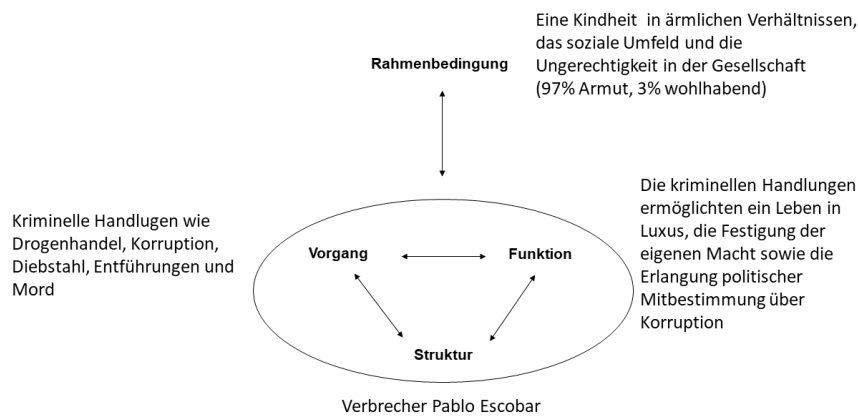 Eine Kindheit in ärmlichen Verhältnissen,
das soziale Umfeld und die
Ungerechtigkeit in der Gesellschaft
(97% Armut, 3% wohlhabend)
Rahmenbedingung
Kriminelle Handlugen wie
Drogenhandel, Korruption,
Diebstahl, Entführungen und
Mord
Vorgang
Funktion
Struktur
Die kriminellen Handlungen
ermöglichten ein Leben in
Luxus, die Festigung der
eigenen Macht sowie die
Erlangung politischer
Mitbestimmung über
Korruption
Verbrecher Pablo Escobar